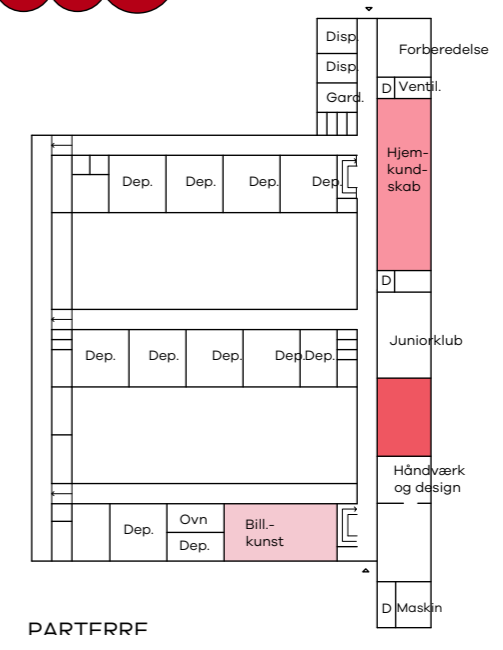 Disp.
Forberedelse
Disp.
D Ventil.
Gard.
Hjem-
kund-
skab
Dep. Dep. Dep. Dep.
D
Juniorklub
Dep. Dep. Dep. Dep. Dep.
Håndværk
og design
Ovn
Dep.
Dep.
Bill.-
kunst
D Maskin
PARTERRE